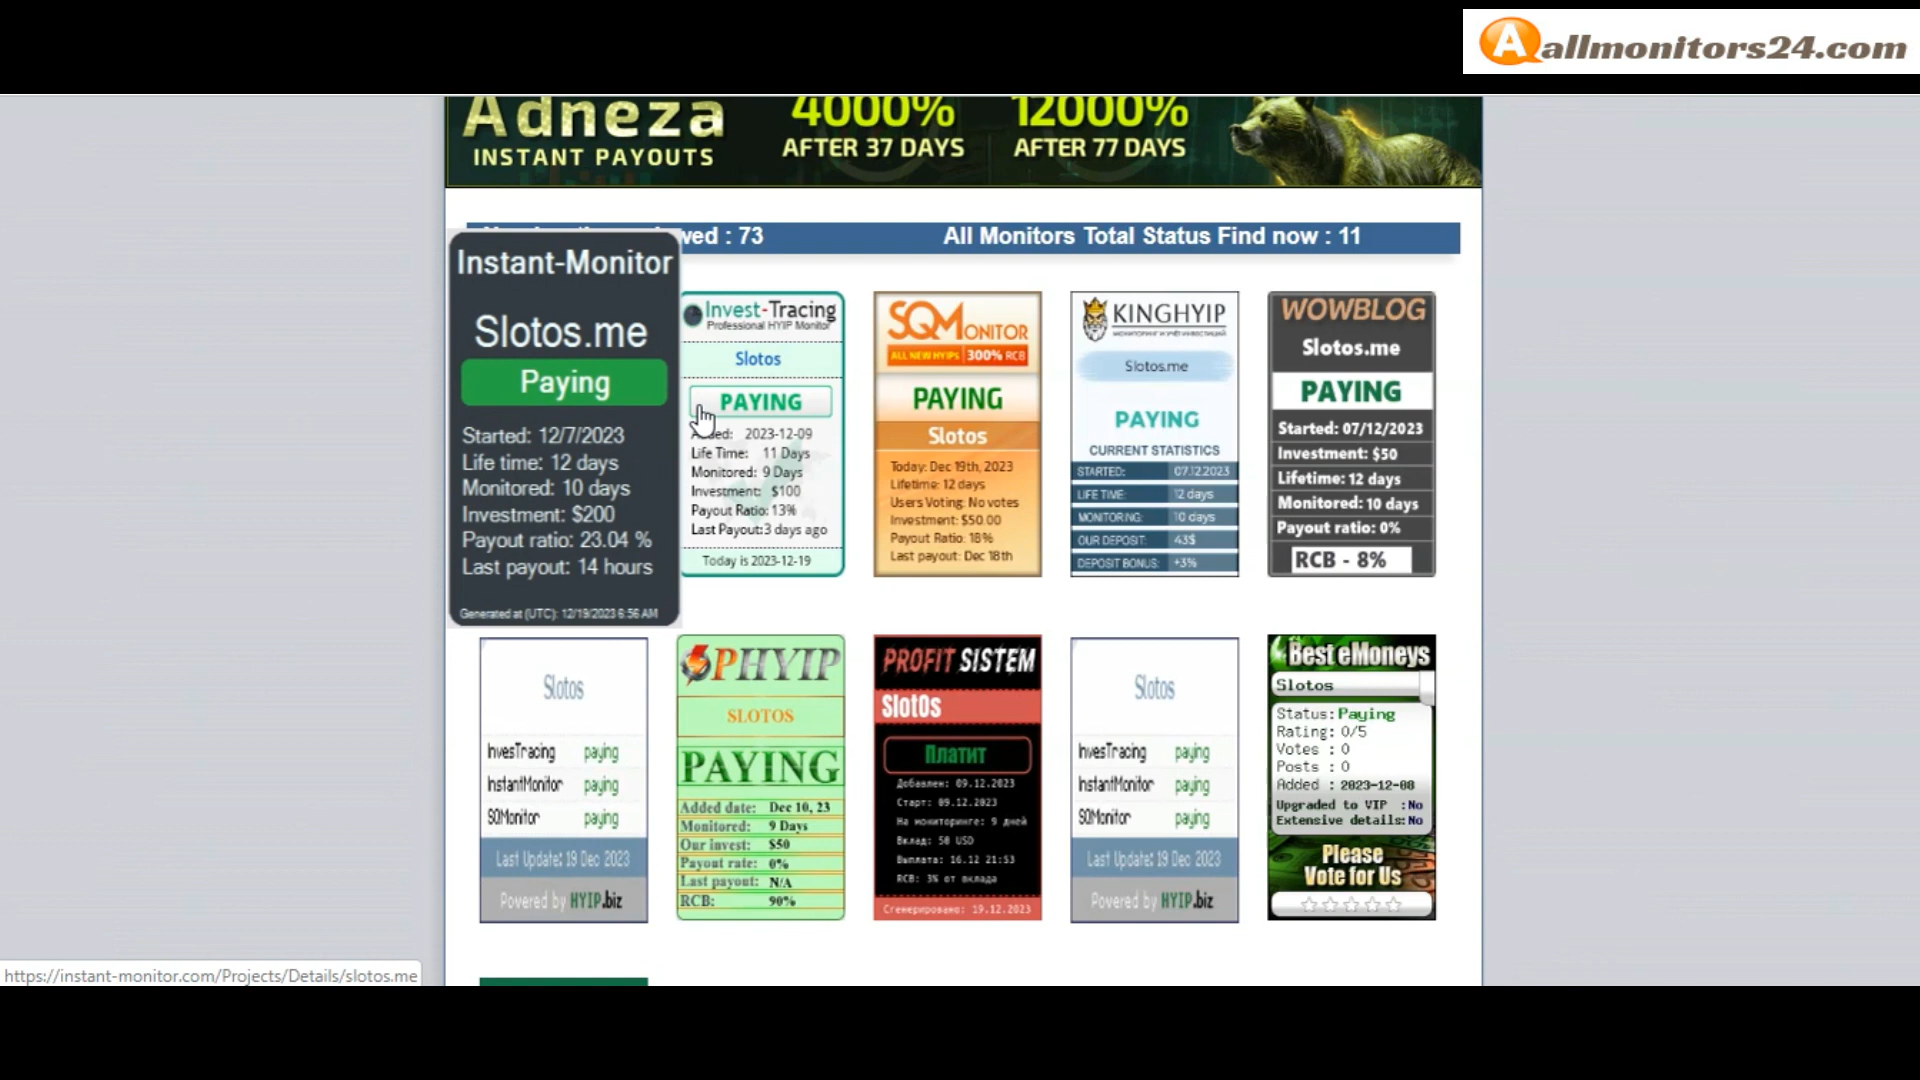 allmonitors24.com
Adneza
INSTANT PAYOUTS
4000%
AFTER 37 DAYS
12000%
AFTER 77 DAYS
: 73
All Monitors Total Status Find now : 11
Instant-Monitor
Slotos.me
Paying
Started: 12/7/2023
Life time: 12 days
Monitored: 10 days
Investment: $200
Payout ratio: 23.04 %
Last payout: 14 hours
Generated at (UTC): 12/19/2023 6:56 AM
Invest-Tracing
Professional HYIP Monitor
Slotos
PAYING
2023-12-09
Life Time: 11 Days
Monitored: 9 Days
Investment: $100
Payout Ratio: 13%
Last Payout:3 days ago
Today is 2023-12-19
SQMONITOR
ALL NEW HYIPS 300% RCB
PAYING
Slotos
Today: Dec 19th, 2023
Lifetime: 12 days
Users Voting: No votes
Investment: $50.00
Payout Ratio: 18%
Last payout: Dec 18th
KINGHYIP
МОНИТОРИНГ И УЧЁТ ИНВЕСТИЦИЙ
Slotos.me
PAYING
CURRENT STATISTICS
STARTED: 07.12.2023
LIFE TIME: 12 days
MONITORING: 10 days
OUR DEPOSIT: 43$
DEPOSIT BONUS: +3%
WOWBLOG
Slotos.me
PAYING
Started: 07/12/2023
Investment: $50
Lifetime: 12 days
Monitored: 10 days
Payout ratio: 0%
RCB - 8%
Slotos
InvesTracing paying
InstantMonitor paying
SQMonitor paying
Last Update: 19 Dec 2023
Powered by HYIP.biz
PHYIP
SLOTOS
PAYING
Added date: Dec 10, 23
Monitored: 9 Days
Our invest: $50
Payout rate: 0%
Last payout: N/A
RCB: 90%
PROFIT SISTEM
SlotOs
Платит
Добавлен: 09.12.2023
Старт: 09.12.2023
На мониторинге: 9 дней
Вклад: 50 USD
Выплата: 16.12 21:53
RCB: 3% от вклада
Сгенерировано: 19.12.2023
Slotos
InvesTracing paying
InstantMonitor paying
SQMonitor paying
Last Update: 19 Dec 2023
Powered by HYIP.biz
Best eMoneys
Slotos
Status: Paying
Rating: 0/5
Votes : 0
Posts : 0
Added : 2023-12-08
Upgraded to VIP :No
Extensive details:No
Please
Vote for Us
https://instant-monitor.com/Projects/Details/slotos.me